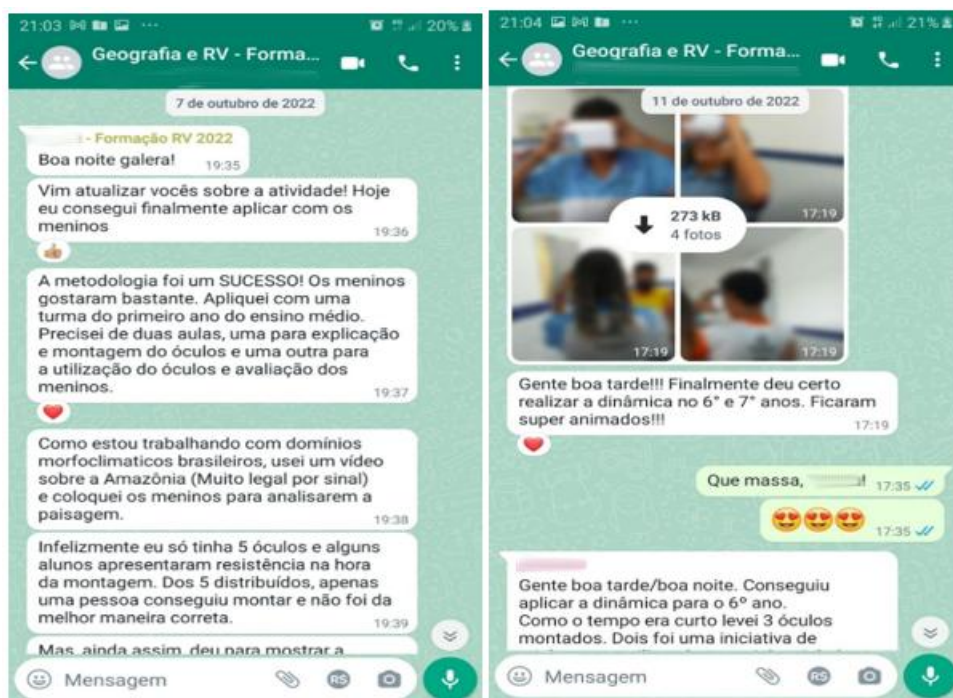 21:03
20%
Geografia e RV - Forma...
7 de outubro de 2022
- Formação RV 2022
Boa noite galera!
19:35
Vim atualizar vocês sobre a atividade! Hoje
eu consegui finalmente aplicar com os
meninos
19:36
A metodologia foi um SUCESSO! Os meninos
gostaram bastante. Apliquei com uma
turma do primeiro ano do ensino médio.
Precisei de duas aulas, uma para explicação
e montagem do óculos e uma outra para
a utilização do óculos e avaliação dos
meninos.
19:37
Como estou trabalhando com domínios
morfoclimaticos brasileiros, usei um vídeo
sobre a Amazônia (Muito legal por sinal)
e coloquei os meninos para analisarem a
paisagem.
19:38
Infelizmente eu só tinha 5 óculos e alguns
alunos apresentaram resistência na hora
da montagem. Dos 5 distribuídos, apenas
uma pessoa conseguiu montar e não foi da
melhor maneira correta.
19:39
Mas, ainda assim, deu para mostrar a
Mensagem
R$
21:04
21%
Geografia e RV - Forma...
11 de outubro de 2022
17:19
273 kB
4 fotos
17:19
17:19
Gente boa tarde!!! Finalmente deu certo
realizar a dinâmica no 6° e 7° anos. Ficaram
super animados!!!
17:19
Que massa, !
17:35
17:35
Gente boa tarde/boa noite. Conseguiu
aplicar a dinâmica para o 6º ano.
Como o tempo era curto levei 3 óculos
montados. Dois foi uma iniciativa de
Mensagem
R$